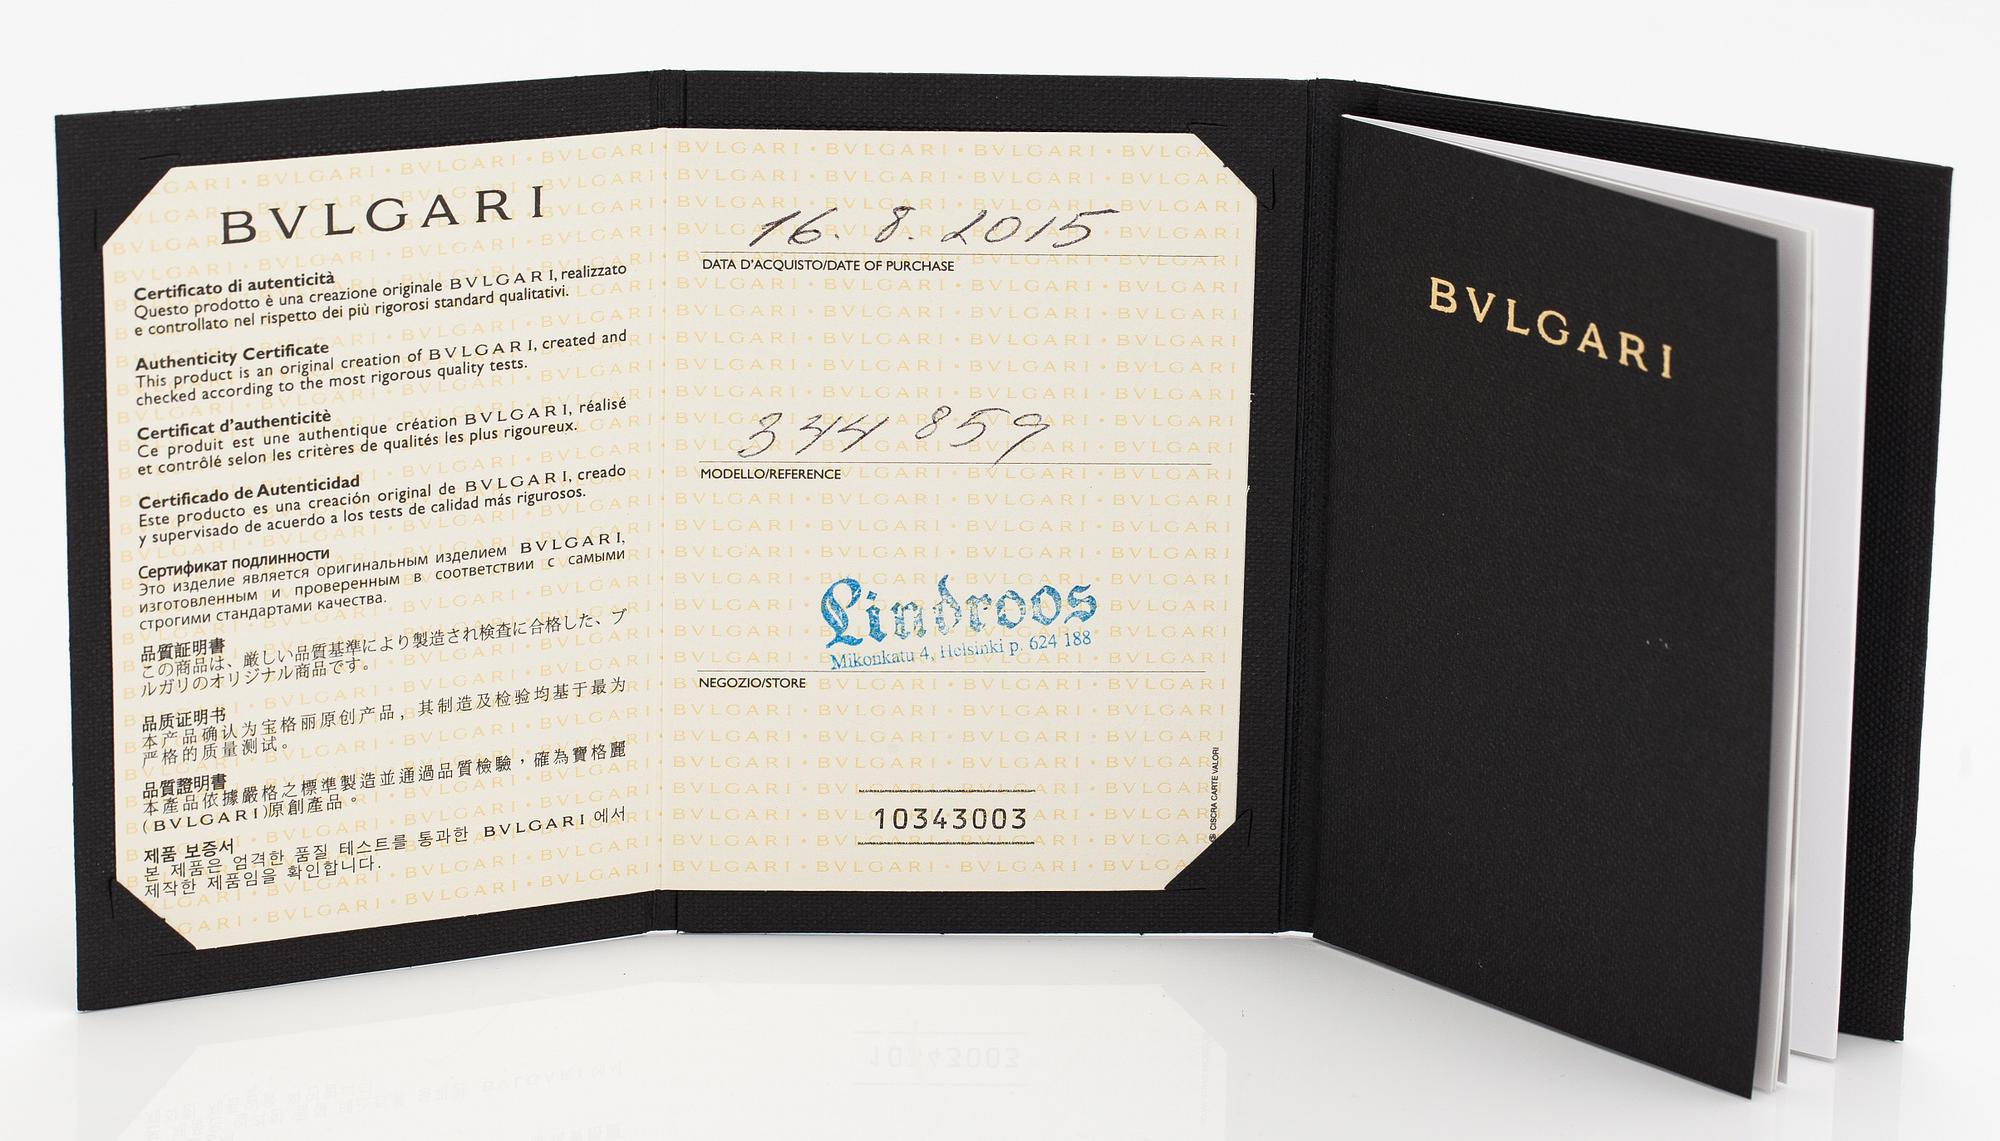 BVLGARI
Certificato di autenticità
Questo prodotto è una creazione originale BVLGARI, realizzato
e controllato nel rispetto dei più rigorosi standard qualitativi.
Authenticity Certificate
This product is an original creation of BVLGARI, created and
checked according to the most rigorous quality tests.
Certificat d'authenticitè
Ce produit est une authentique création BVLGARI, réalisé
et contrôlé selon les critères de qualités les plus rigoureux.
Certificado de Autenticidad
Este producto es una creación original de BVLGARI, creado
y supervisado de acuerdo a los tests de calidad más rigurosos.
Сертификат подлинности
Это изделие является оригинальным изделием BVLGARI,
изготовленным и проверенным в соответствии с самыми
строгими стандартами качества.
品質証明書
この商品は、厳しい品質基準により製造され検査に合格した、ブ
ルガリのオリジナル商品です。
品质证明书
本产品确认为宝格丽原创产品，其制造及检验均基于最为
严格的质量测试。
品質證明書
本產品依據嚴格之標準製造並通過品質檢驗，確為寶格麗
(BVLGARI)原創產品。
제품 보증서
본 제품은 엄격한 품질 테스트를 통과한 BVLGARI 에서
제작한 제품임을 확인합니다.
16. 8. 2015
DATA D'ACQUISTO/DATE OF PURCHASE
344 859
MODELLO/REFERENCE
Lindroos
Mikonkatu 4, Helsinki p. 624 188
NEGOZIO/STORE
10343003
CISCRA CARTE VALORI
BVLGARI